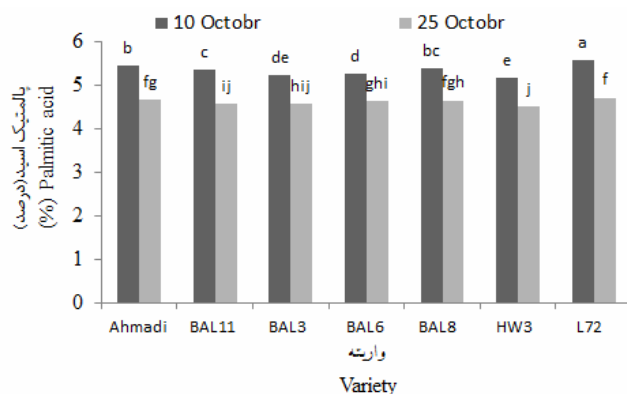 10 Octobr 25 Octobr
پالمتیک اسید(درصد)
(%) Palmitic acid
6
5
4
3
2
1
0
b fg c ij de hij d ghi bc fgh e j a f
Ahmadi BAL11 BAL3 BAL6 BAL8 HW3 L72
واریته
Variety